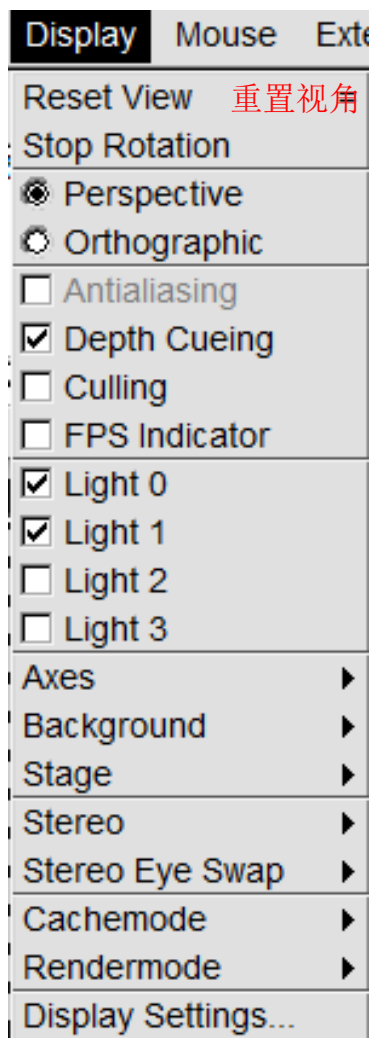 Display Mouse Exte
Reset View 重置视角
Stop Rotation
Perspective
Orthographic
Antialiasing
Depth Cueing
Culling
FPS Indicator
Light 0
Light 1
Light 2
Light 3
Axes
Background
Stage
Stereo
Stereo Eye Swap
Cachemode
Rendermode
Display Settings...